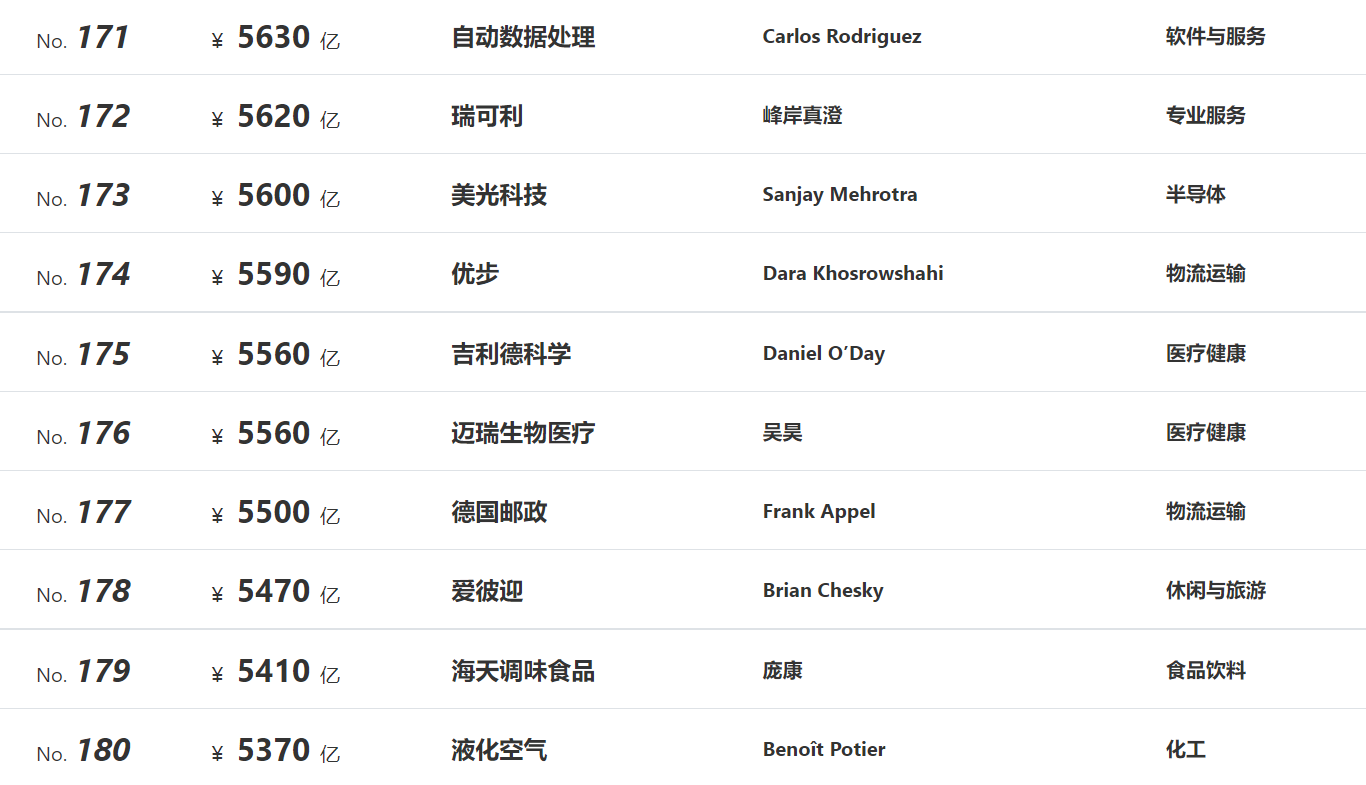 No. 171 ¥ 5630 亿 自动数据处理 Carlos Rodriguez 软件与服务
No. 172 ¥ 5620 亿 瑞可利 峰岸真澄 专业服务
No. 173 ¥ 5600 亿 美光科技 Sanjay Mehrotra 半导体
No. 174 ¥ 5590 亿 优步 Dara Khosrowshahi 物流运输
No. 175 ¥ 5560 亿 吉利德科学 Daniel O’Day 医疗健康
No. 176 ¥ 5560 亿 迈瑞生物医疗 吴昊 医疗健康
No. 177 ¥ 5500 亿 德国邮政 Frank Appel 物流运输
No. 178 ¥ 5470 亿 爱彼迎 Brian Chesky 休闲与旅游
No. 179 ¥ 5410 亿 海天调味食品 庞康 食品饮料
No. 180 ¥ 5370 亿 液化空气 Benoît Potier 化工